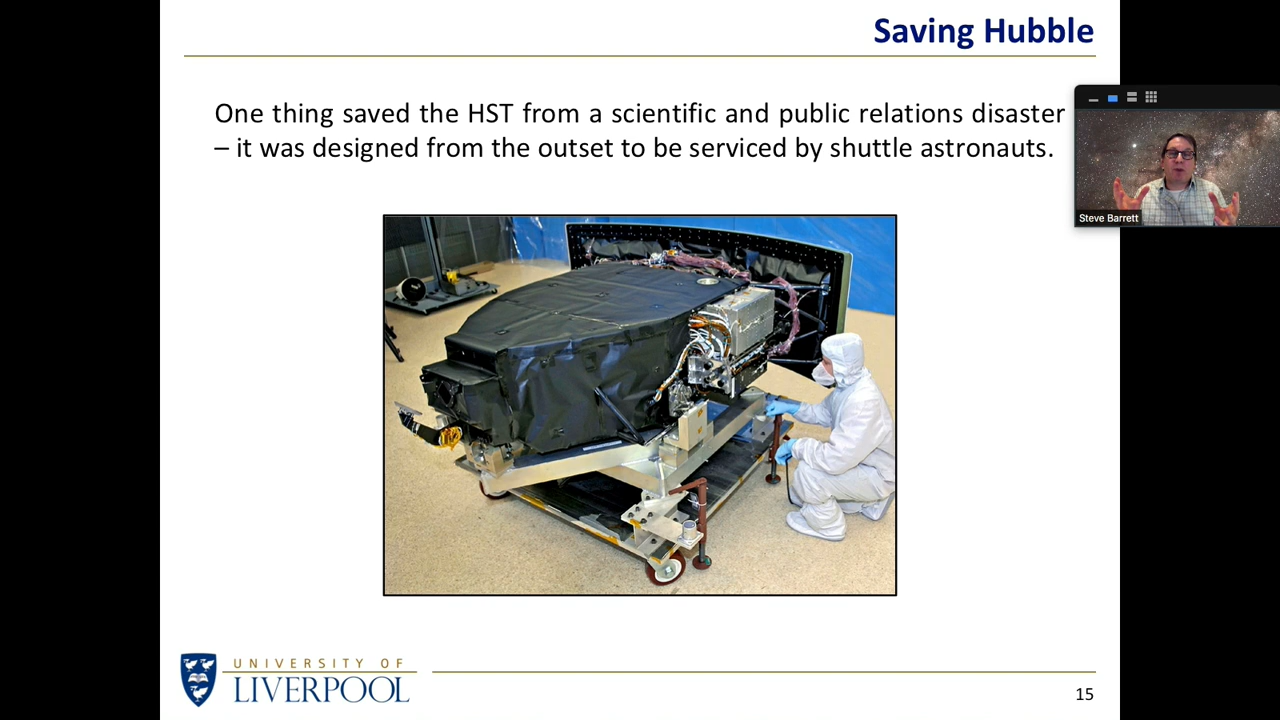 Saving Hubble
One thing saved the HST from a scientific and public relations disaster
– it was designed from the outset to be serviced by shuttle astronauts.
Steve Barrett
UNIVERSITY OF
LIVERPOOL
15